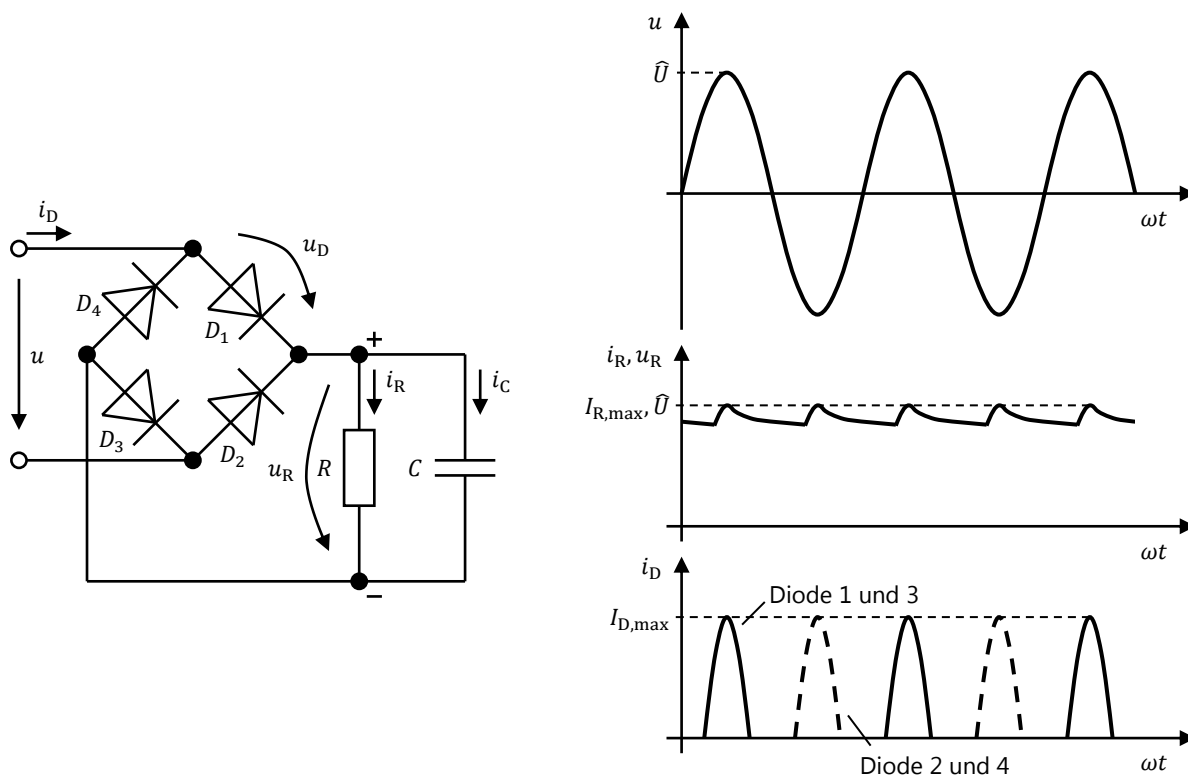 i_D
u_D
D_4
D_1
u
D_3
D_2
+
i_R
i_C
u_R
R
C
−
u
Û
ωt
i_R, u_R
I_R,max, Û
ωt
i_D
Diode 1 und 3
I_D,max
Diode 2 und 4
ωt